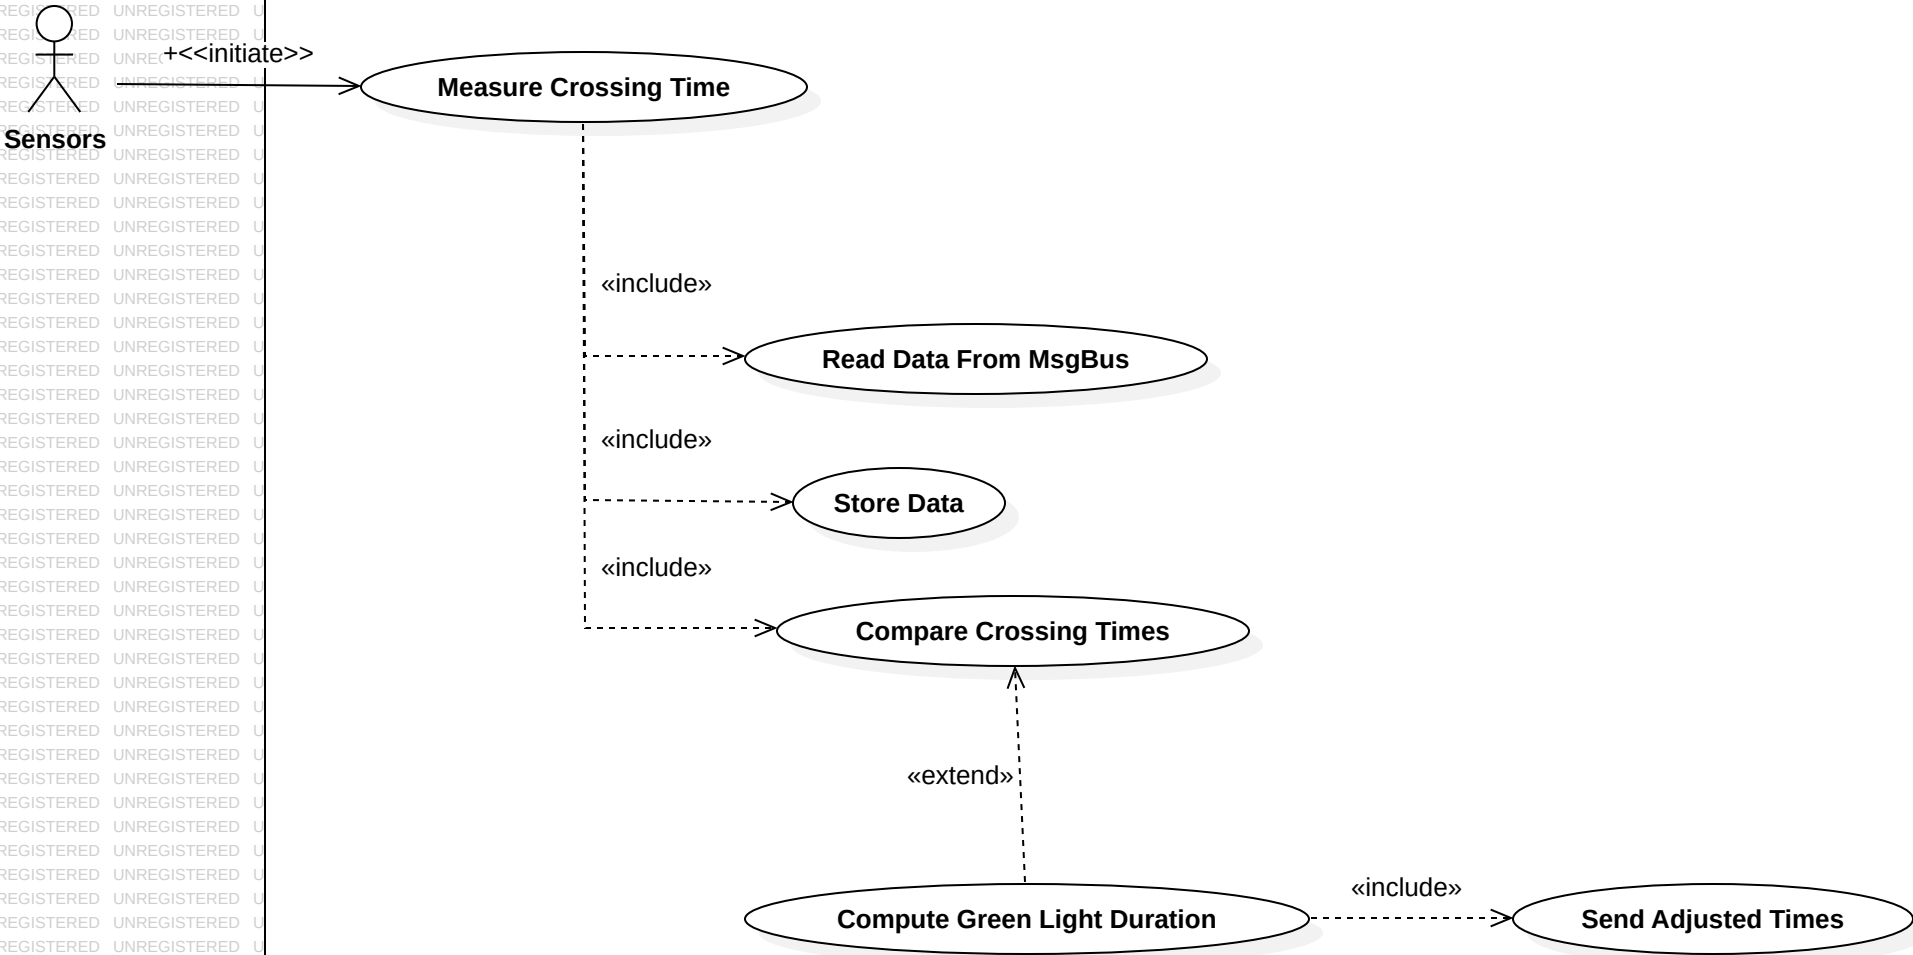 +<<initiate>>
Measure Crossing Time
Sensors
«include»
Read Data From MsgBus
«include»
Store Data
«include»
Compare Crossing Times
«extend»
«include»
Compute Green Light Duration
Send Adjusted Times